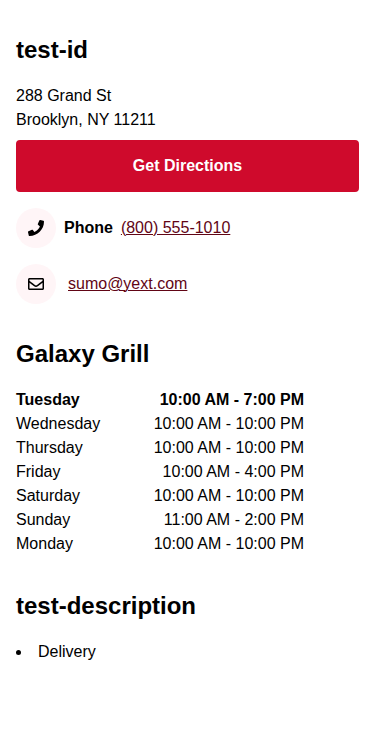 test-id
288 Grand St
Brooklyn, NY 11211
Get Directions
Phone (800) 555-1010
sumo@yext.com
Galaxy Grill
Tuesday 10:00 AM - 7:00 PM
Wednesday 10:00 AM - 10:00 PM
Thursday 10:00 AM - 10:00 PM
Friday 10:00 AM - 4:00 PM
Saturday 10:00 AM - 10:00 PM
Sunday 11:00 AM - 2:00 PM
Monday 10:00 AM - 10:00 PM
test-description
• Delivery